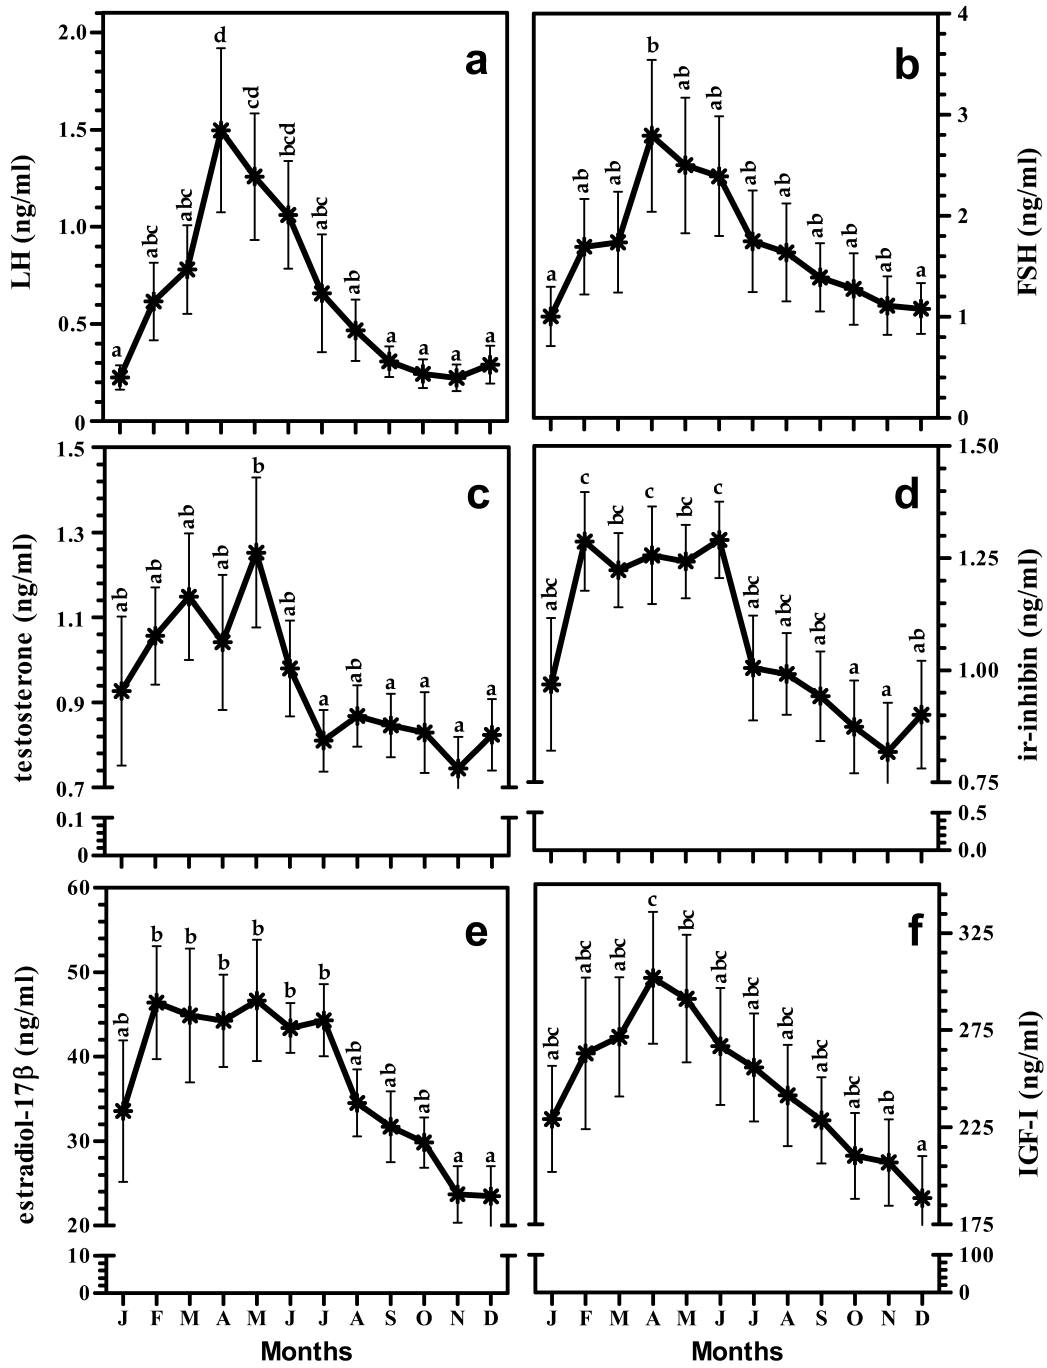 a
LH (ng/ml)
2.0
1.5
1.0
0.5
0
a
abc
abc
d
cd
bcd
abc
ab
a
a
a
a
b
FSH (ng/ml)
4
3
2
1
0
a
ab
ab
b
ab
ab
ab
ab
ab
ab
ab
a
c
testosterone (ng/ml)
1.5
1.3
1.1
0.9
0.7
0.1
0
ab
ab
ab
ab
b
ab
a
ab
a
a
a
a
d
ir-inhibin (ng/ml)
1.50
1.25
1.00
0.75
0.5
0.0
abc
c
bc
c
bc
c
abc
abc
abc
a
a
ab
e
estradiol-17β (ng/ml)
60
50
40
30
20
10
0
ab
b
b
b
b
b
b
ab
ab
ab
a
a
J F M A M J J A S O N D
Months
f
IGF-I (ng/ml)
325
275
225
175
100
0
abc
abc
abc
c
bc
abc
abc
abc
abc
abc
ab
a
J F M A M J J A S O N D
Months